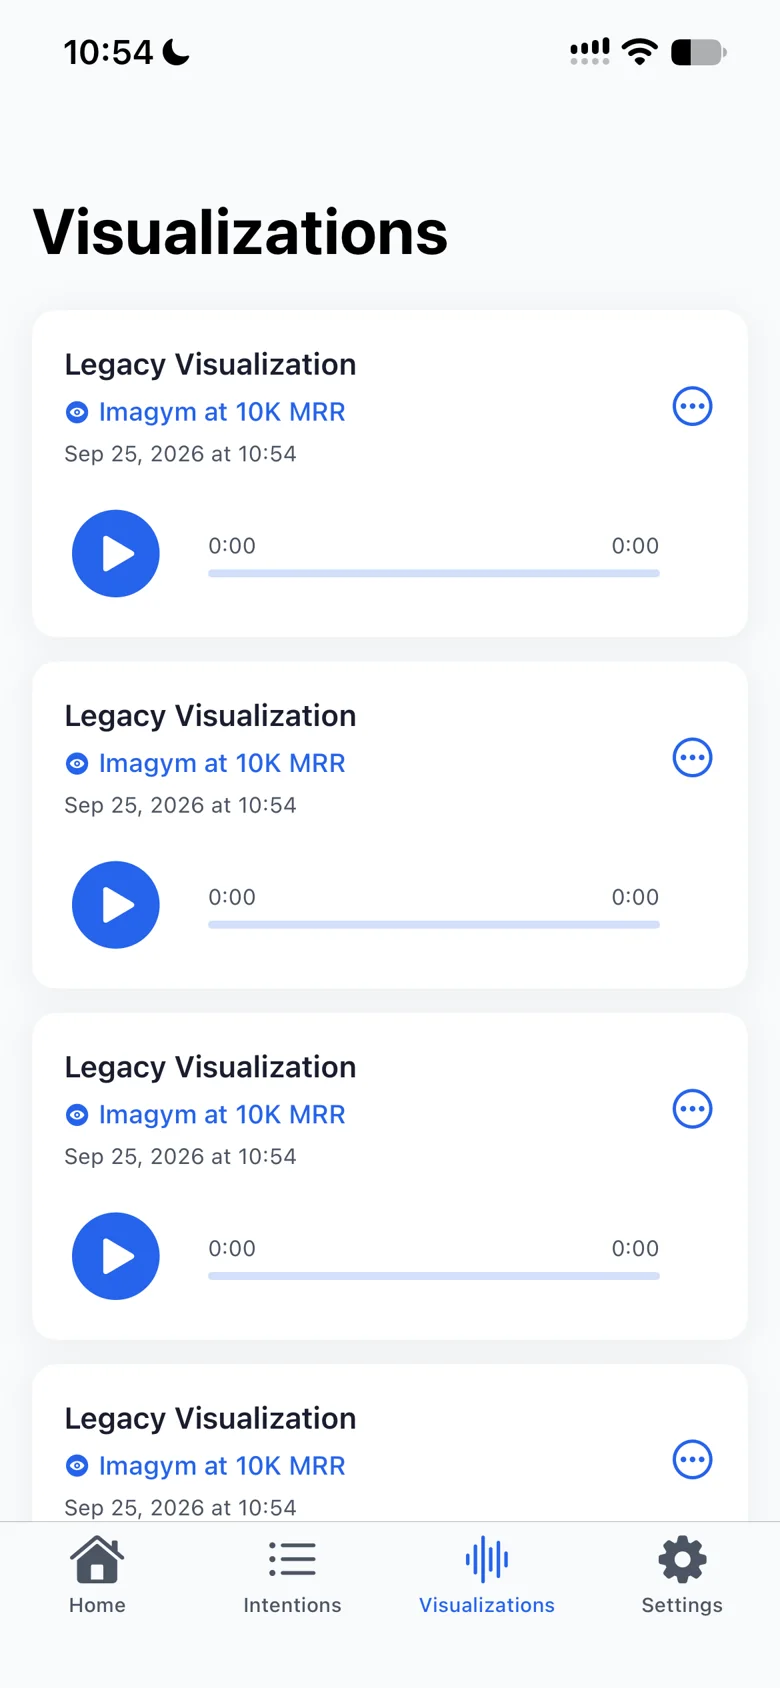 10:54
Visualizations
Legacy Visualization
Imagym at 10K MRR
Sep 25, 2026 at 10:54
0:00 0:00
Legacy Visualization
Imagym at 10K MRR
Sep 25, 2026 at 10:54
0:00 0:00
Legacy Visualization
Imagym at 10K MRR
Sep 25, 2026 at 10:54
0:00 0:00
Legacy Visualization
Imagym at 10K MRR
Sep 25, 2026 at 10:54
Home Intentions Visualizations Settings